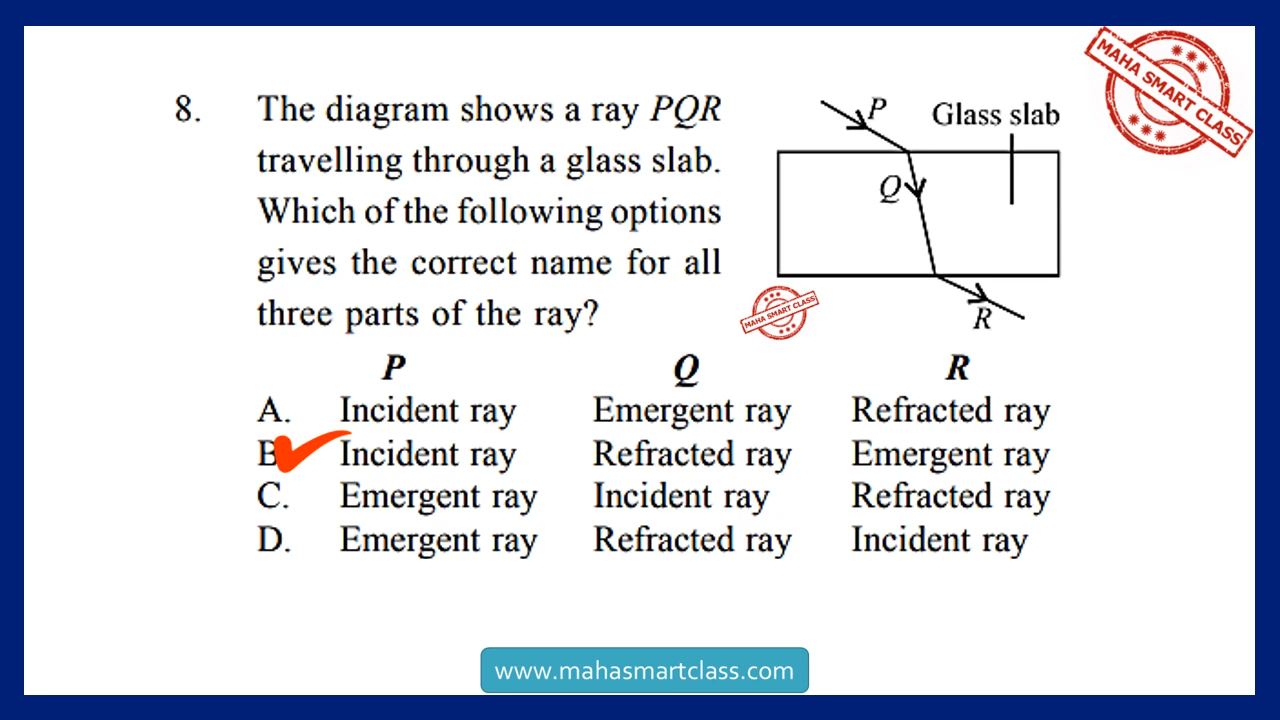 MAHA SMART CLASS
8. The diagram shows a ray PQR
travelling through a glass slab.
Which of the following options
gives the correct name for all
three parts of the ray?
P
Glass slab
Q
R
MAHA SMART CLASS
P Q R
A. Incident ray Emergent ray Refracted ray
B Incident ray Refracted ray Emergent ray
C. Emergent ray Incident ray Refracted ray
D. Emergent ray Refracted ray Incident ray
www.mahasmartclass.com